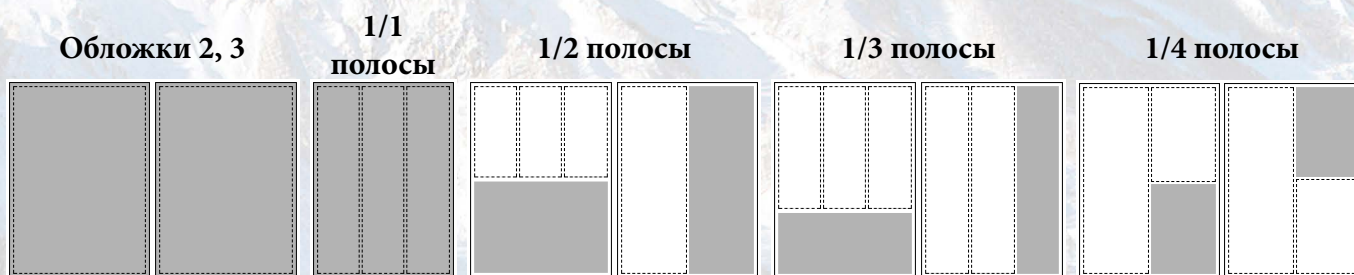 Обложки 2, 3
1/1
полосы
1/2 полосы
1/3 полосы
1/4 полосы